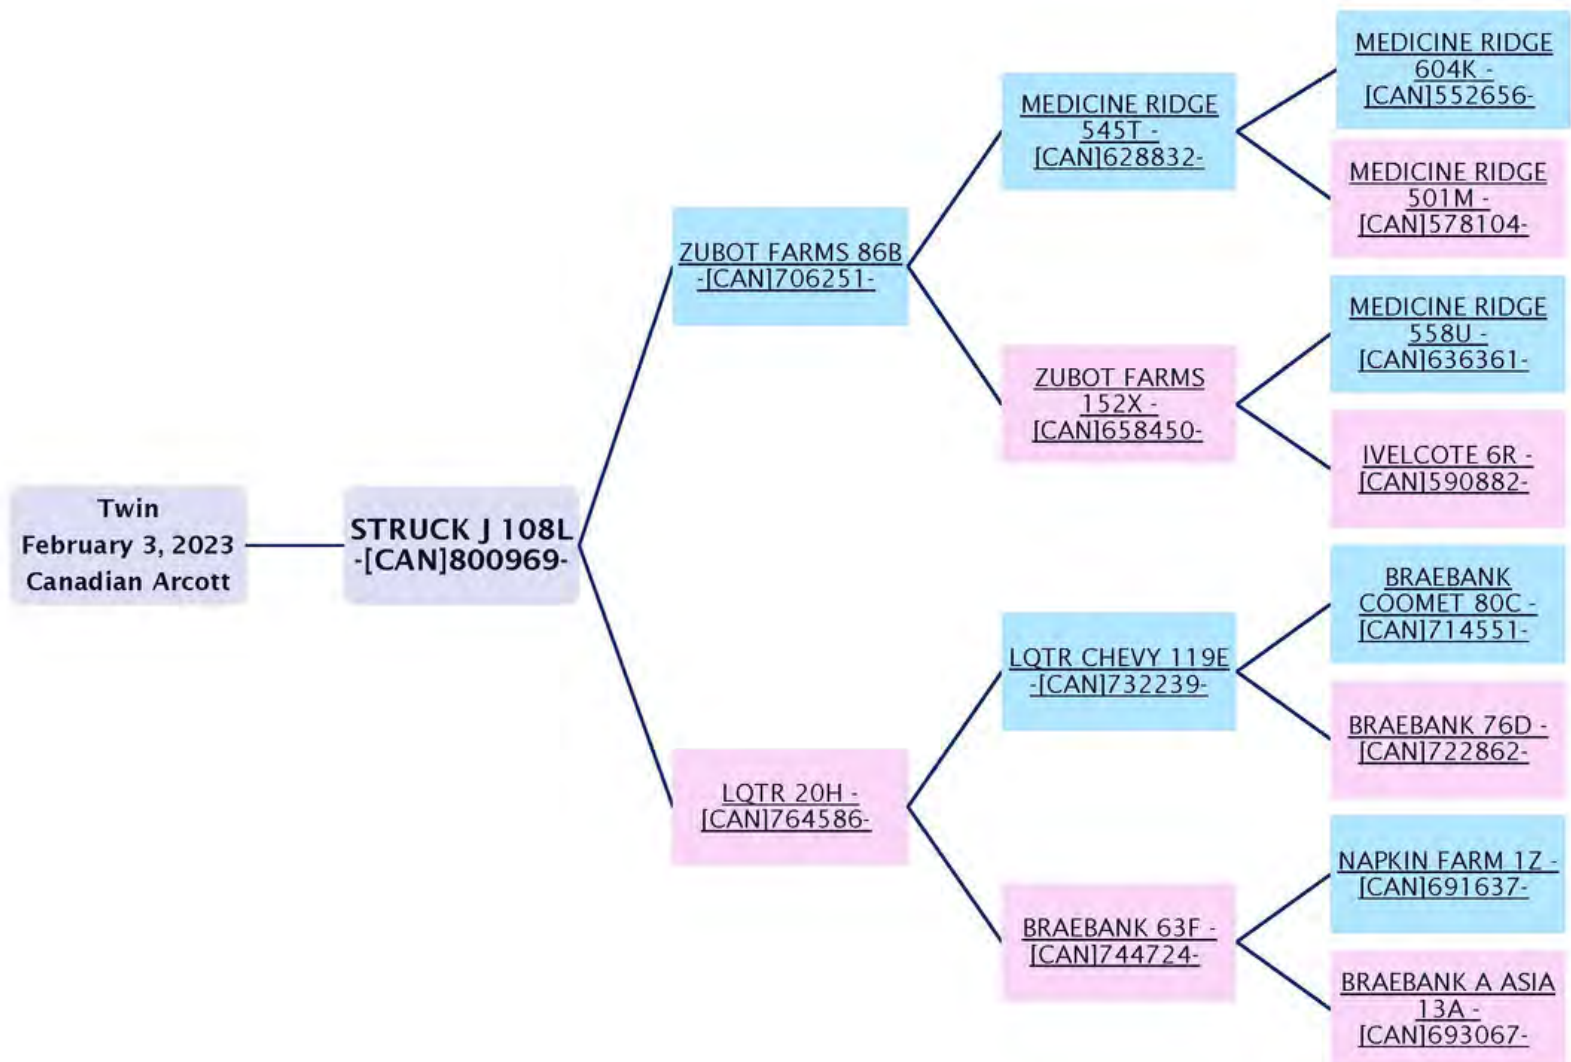 Twin
February 3, 2023
Canadian Arcott
STRUCK J 108L
-[CAN]800969-
ZUBOT FARMS 86B
-[CAN]706251-
LQTR 20H -
[CAN]764586-
MEDICINE RIDGE
545T -
[CAN]628832-
ZUBOT FARMS
152X -
[CAN]658450-
LQTR CHEVY 119E
-[CAN]732239-
BRAEBANK 63F -
[CAN]744724-
MEDICINE RIDGE
604K -
[CAN]552656-
MEDICINE RIDGE
501M -
[CAN]578104-
MEDICINE RIDGE
558U -
[CAN]636361-
IVELCOTE 6R -
[CAN]590882-
BRAEBANK
COOMET 80C -
[CAN]714551-
BRAEBANK 76D -
[CAN]722862-
NAPKIN FARM 1Z -
[CAN]691637-
BRAEBANK A ASIA
13A -
[CAN]693067-